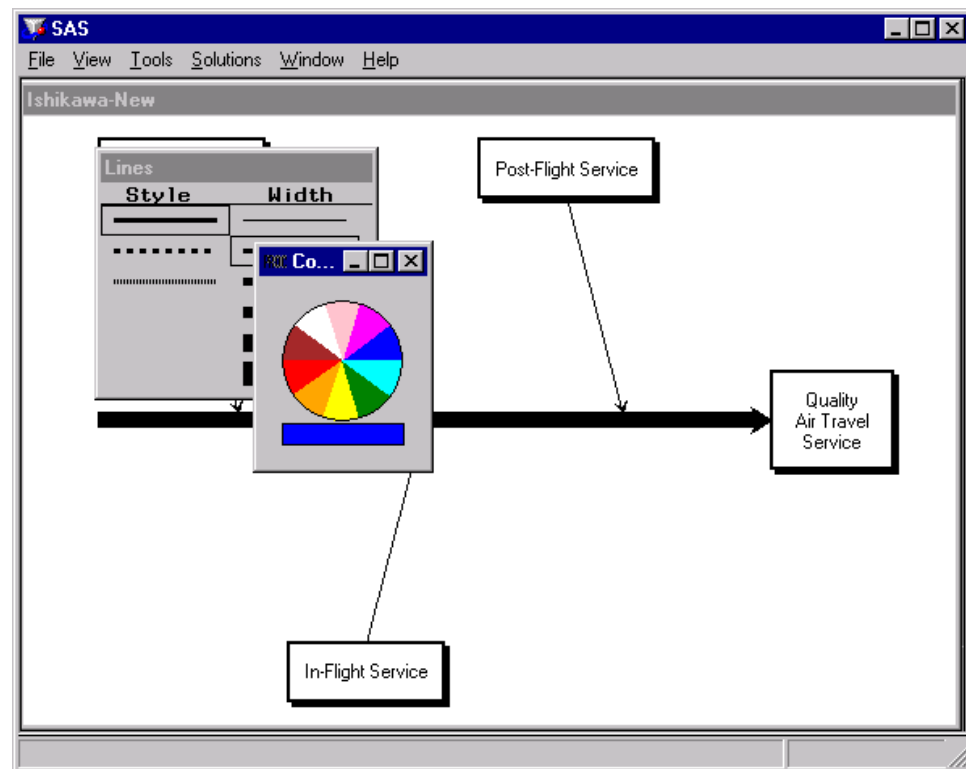 SAS
File View Tools Solutions Window Help
Ishikawa-New
Post-Flight Service
Lines
Style Width
Co...
Quality
Air Travel
Service
In-Flight Service